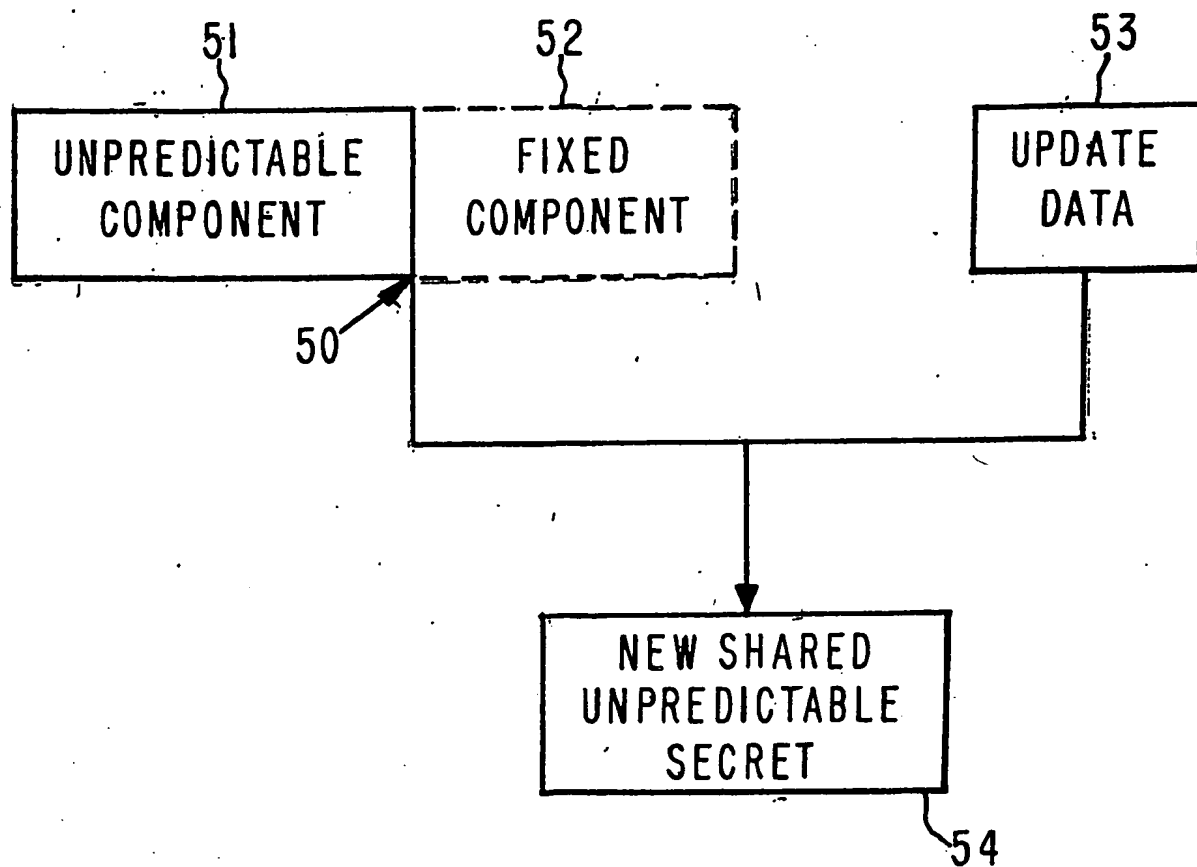 51
52
53
UNPREDICTABLE
COMPONENT
FIXED
COMPONENT
UPDATE
DATA
50
NEW SHARED
UNPREDICTABLE
SECRET
54